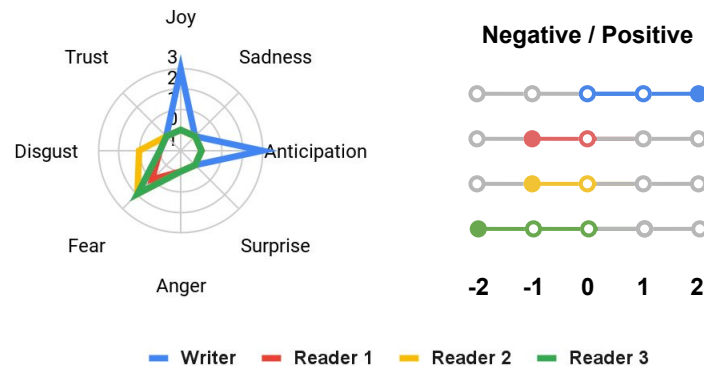 Joy
Trust
Sadness
3
2
1
0
1
Disgust
Anticipation
Fear
Surprise
Anger
Negative / Positive
-2 -1 0 1 2
Writer Reader 1 Reader 2 Reader 3